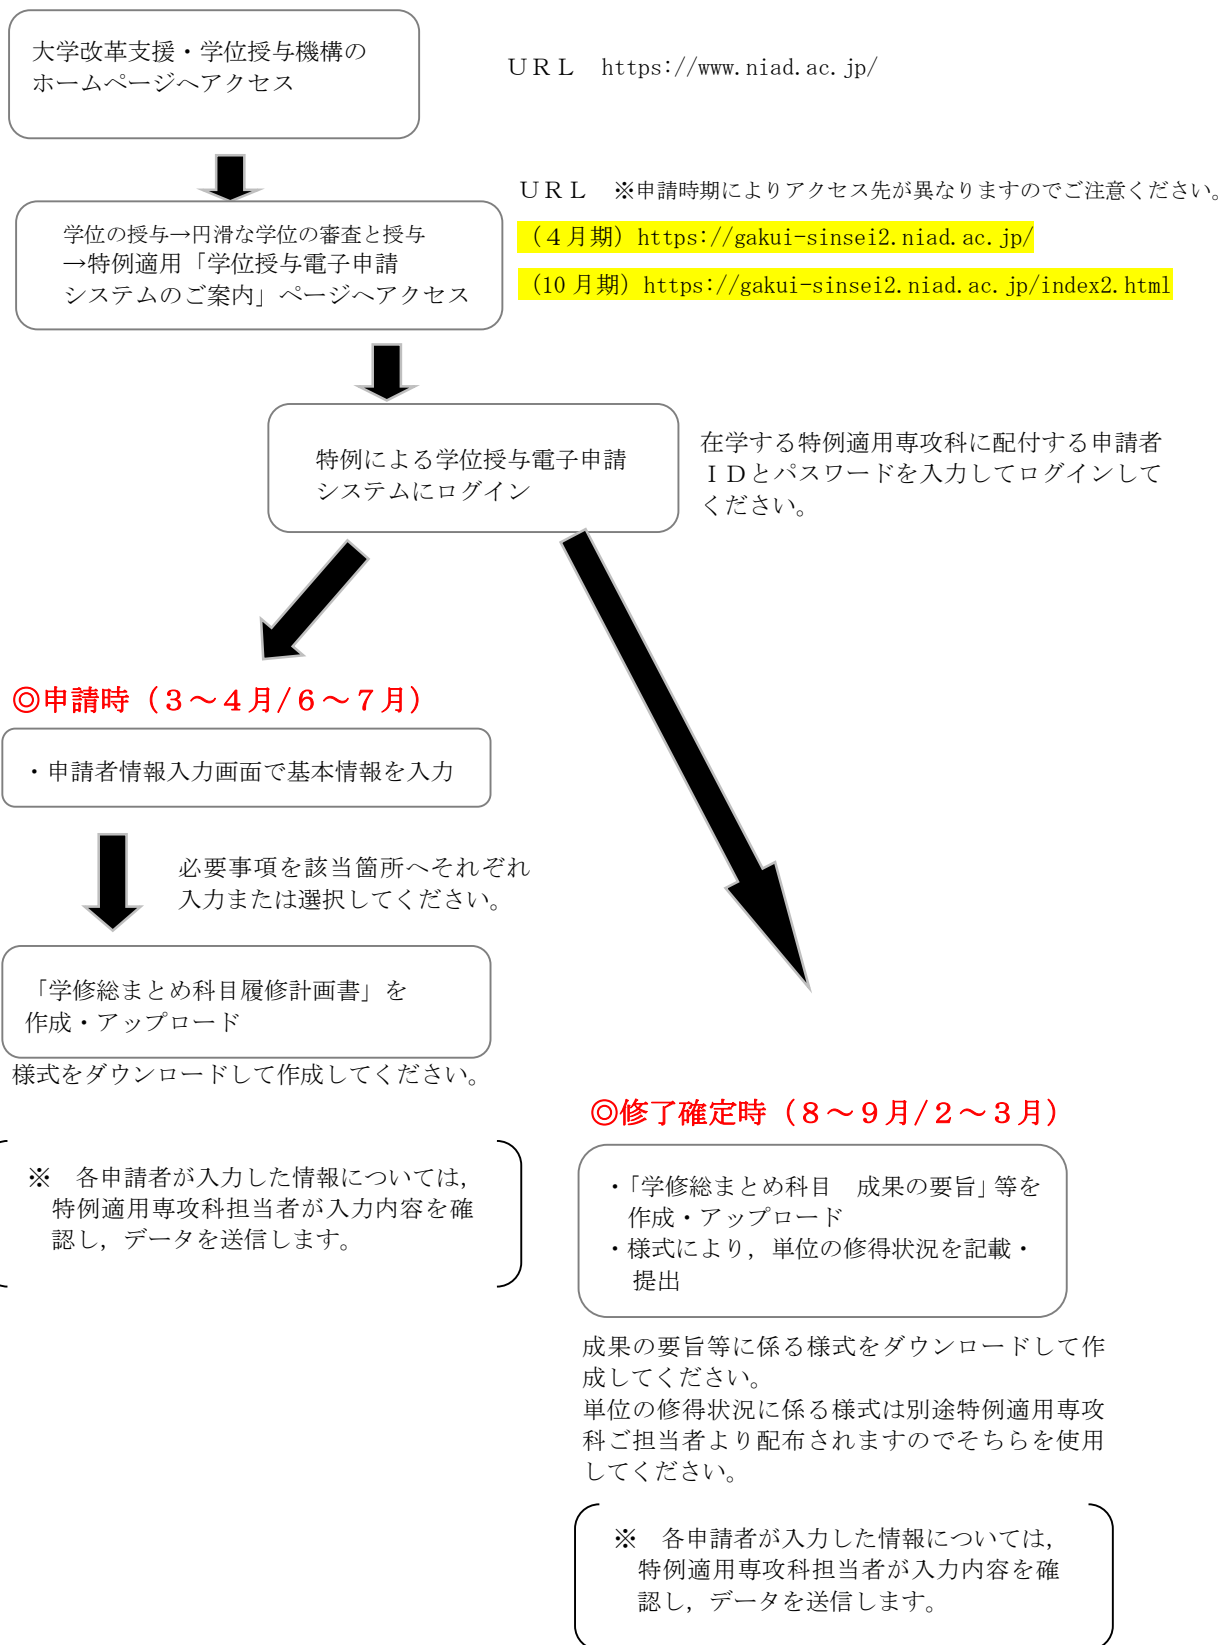 大学改革支援・学位授与機構の
ホームページへアクセス
ＵＲＬ　https://www.niad.ac.jp/
ＵＲＬ　※申請時期によりアクセス先が異なりますのでご注意ください。
（４月期）https://gakui-sinsei2.niad.ac.jp/
（10 月期）https://gakui-sinsei2.niad.ac.jp/index2.html
学位の授与→円滑な学位の審査と授与
→特例適用「学位授与電子申請
システムのご案内」ページへアクセス
特例による学位授与電子申請
システムにログイン
在学する特例適用専攻科に配付する申請者
ＩＤとパスワードを入力してログインして
ください。
◎申請時（３～４月/６～７月）
・申請者情報入力画面で基本情報を入力
必要事項を該当箇所へそれぞれ
入力または選択してください。
「学修総まとめ科目履修計画書」を
作成・アップロード
様式をダウンロードして作成してください。
※　各申請者が入力した情報については，
特例適用専攻科担当者が入力内容を確
認し，データを送信します。
◎修了確定時（８～９月/２～３月）
・「学修総まとめ科目　成果の要旨」等を
作成・アップロード
・様式により，単位の修得状況を記載・
提出
成果の要旨等に係る様式をダウンロードして作
成してください。
単位の修得状況に係る様式は別途特例適用専攻
科ご担当者より配布されますのでそちらを使用
してください。
※　各申請者が入力した情報については，
特例適用専攻科担当者が入力内容を確
認し，データを送信します。